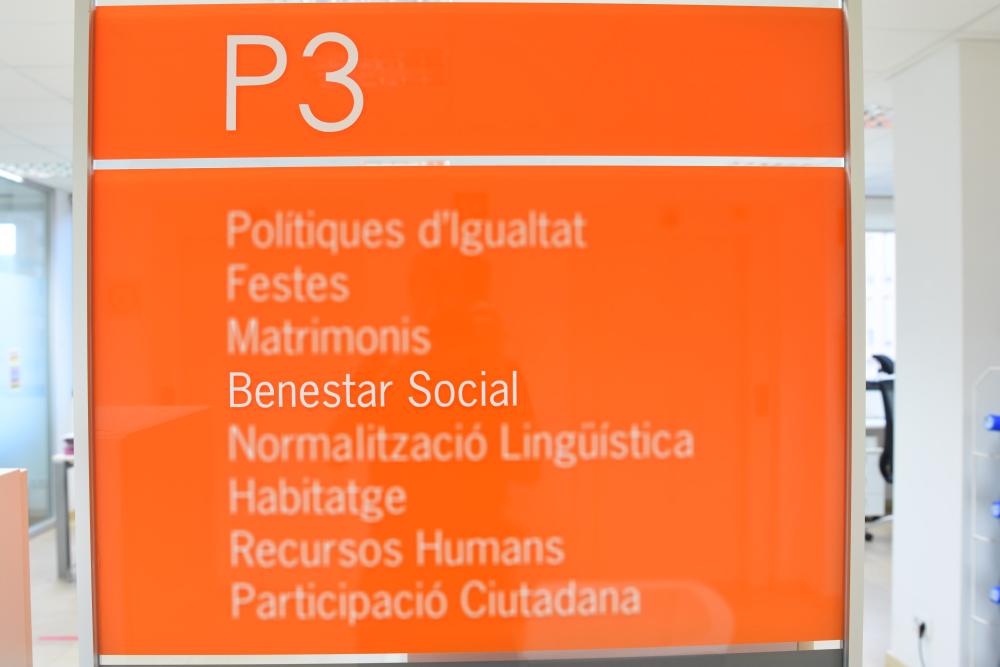 P3
Polítiques d'Igualtat
Festes
Matrimonis
Benestar Social
Normalització Lingüística
Habitatge
Recursos Humans
Participació Ciutadana